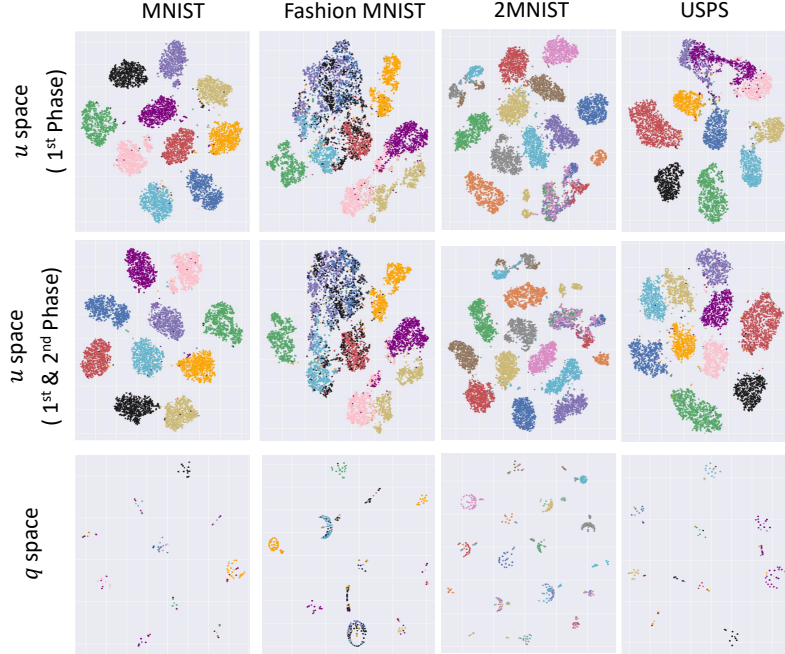 MNIST
Fashion MNIST
2MNIST
USPS
u space
( 1st Phase)
u space
( 1st & 2nd Phase)
q space